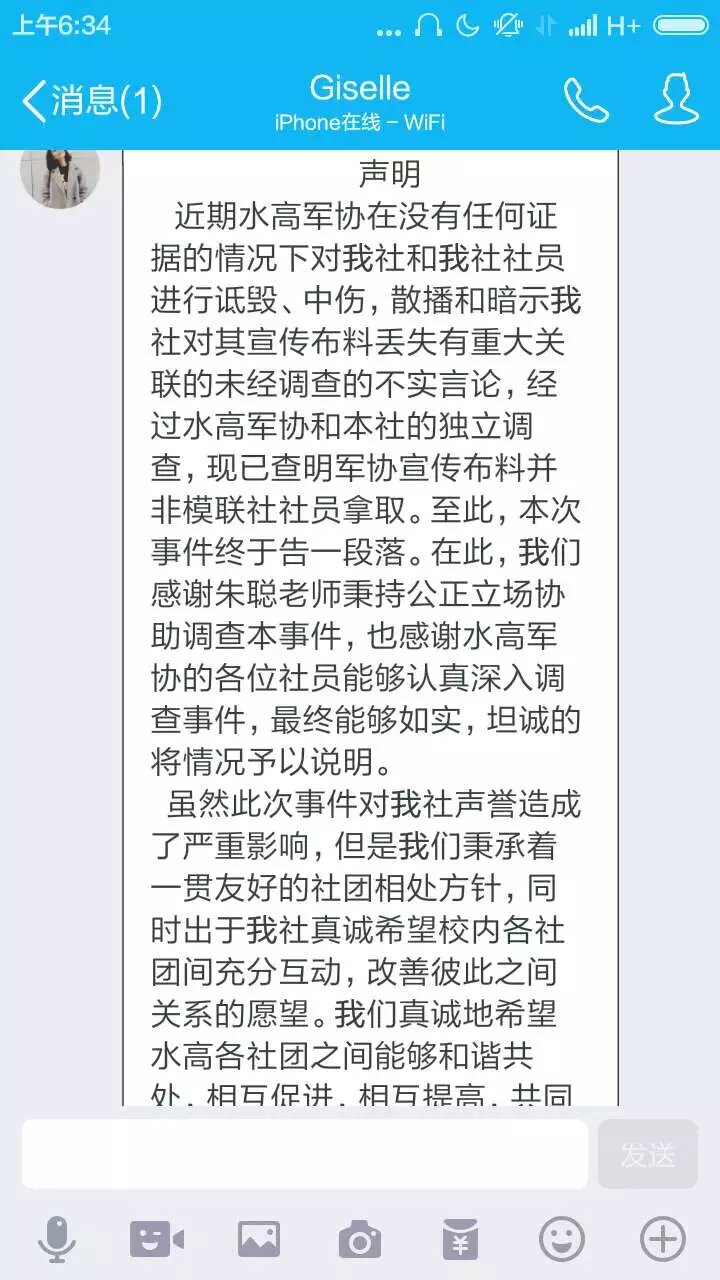 上午6:34
... H+
消息(1)
Giselle
iPhone在线 – WiFi
声明
近期水高军协在没有任何证
据的情况下对我社和我社社员
进行诋毁、中伤，散播和暗示我
社对其宣传布料丢失有重大关
联的未经调查的不实言论，经
过水高军协和本社的独立调
查，现已查明军协宣传布料并
非模联社社员拿取。至此，本次
事件终于告一段落。在此，我们
感谢朱聪老师秉持公正立场协
助调查本事件，也感谢水高军
协的各位社员能够认真深入调
查事件，最终能够如实，坦诚的
将情况予以说明。
虽然此次事件对我社声誉造成
了严重影响，但是我们秉承着
一贯友好的社团相处方针，同
时出于我社真诚希望校内各社
团间充分互动，改善彼此之间
关系的愿望。我们真诚地希望
水高各社团之间能够和谐共
处，相互促进，相互提高，共同
发送